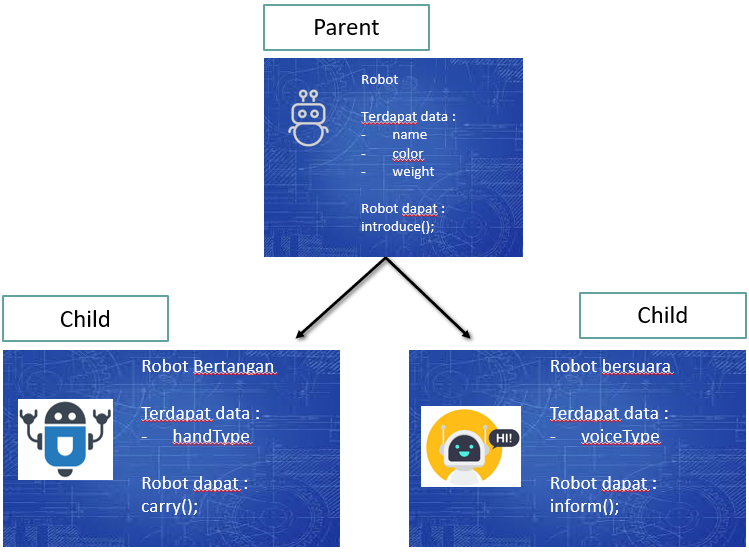 Parent
Robot
Terdapat data :
- name
- color
- weight
Robot dapat :
introduce();
Child
Robot Bertangan
Terdapat data :
- handType
Robot dapat :
carry();
Child
Robot bersuara
Terdapat data :
- voiceType
Robot dapat :
inform();
HI!